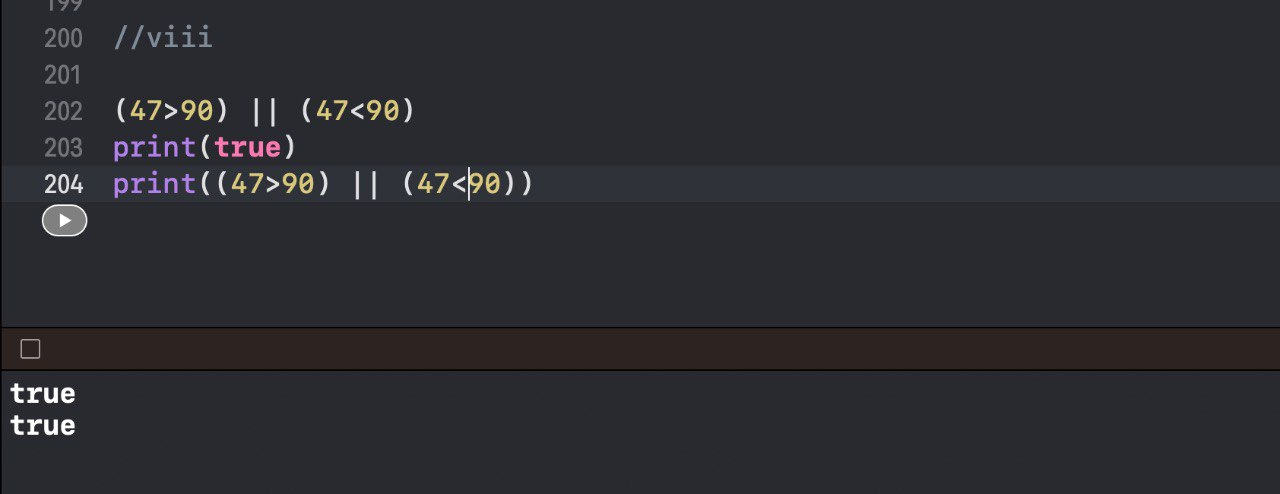 199
200 //viii
201
202 (47>90) || (47<90)
203 print(true)
204 print((47>90) || (47<90))
true
true